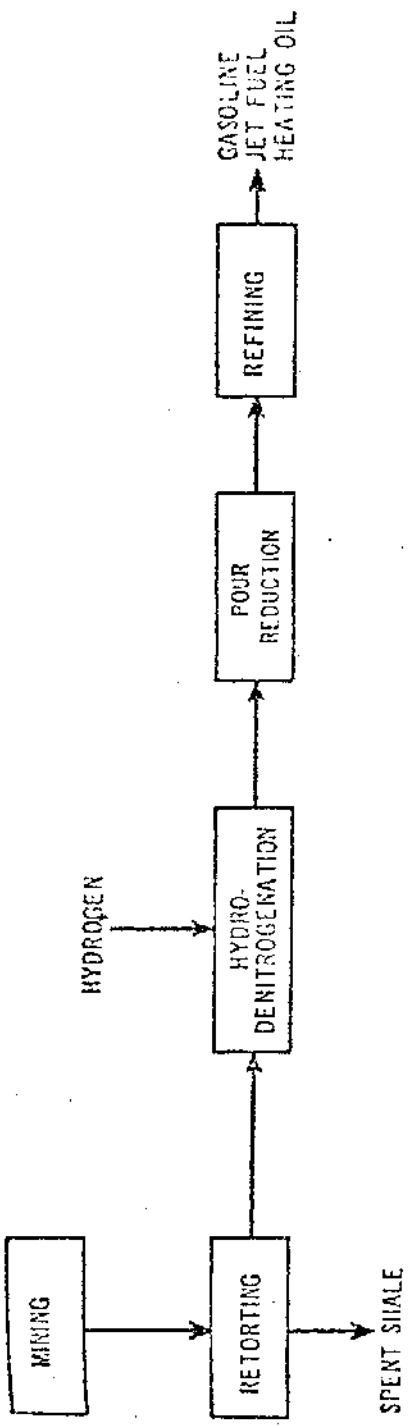 MINING
RETORTING
SPENT SHALE
HYDROGEN
HYDRO-
DENITROGENATION
POUR
REDUCTION
REFINING
GASOLINE
JET FUEL
HEATING OIL